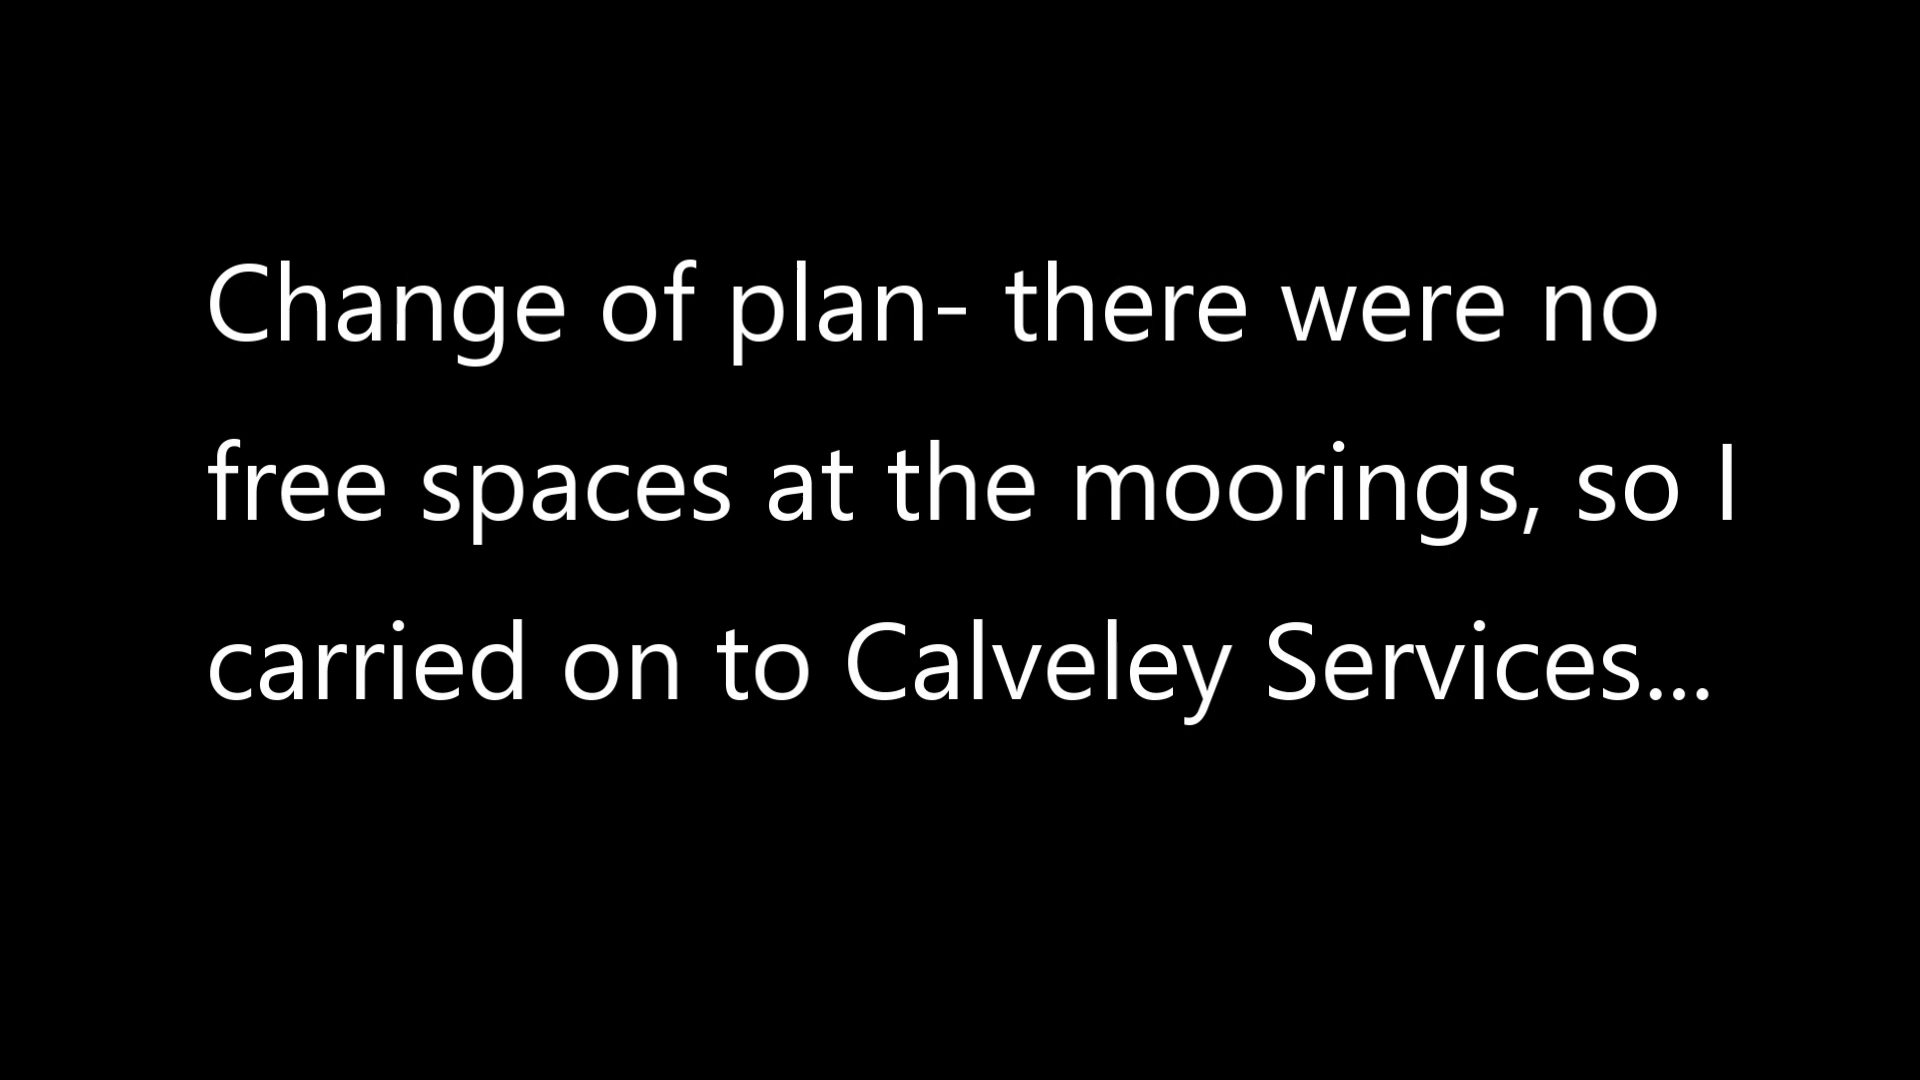 Change of plan- there were no
free spaces at the moorings, so I
carried on to Calveley Services...